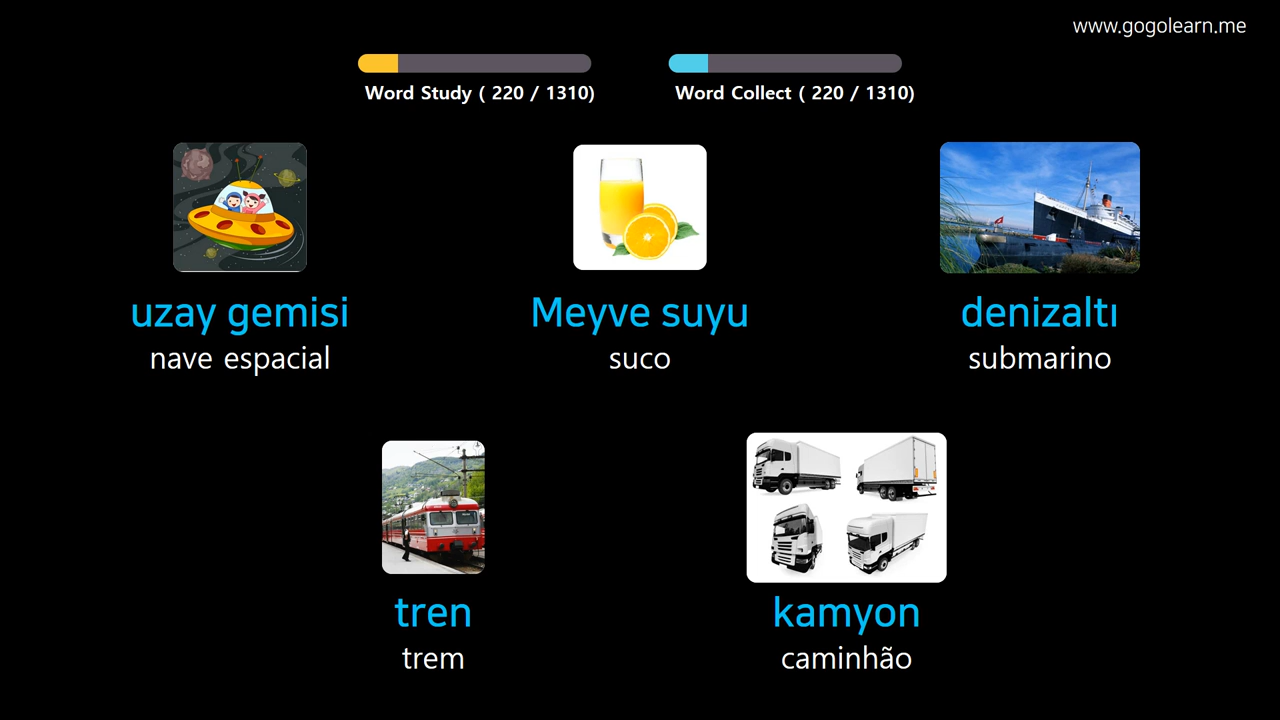 www.gogolearn.me
Word Study ( 220 / 1310)
Word Collect ( 220 / 1310)
uzay gemisi
nave espacial
Meyve suyu
suco
denizaltı
submarino
tren
trem
kamyon
caminhão